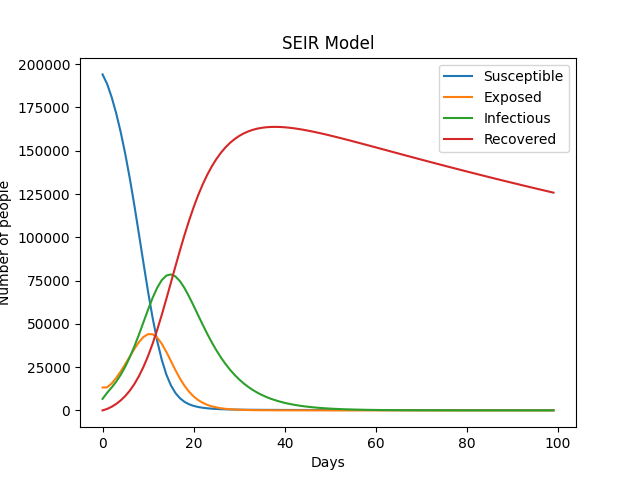 SEIR Model
Number of people
200000
175000
150000
125000
100000
75000
50000
25000
0
Susceptible
Exposed
Infectious
Recovered
0 20 40 60 80 100
Days